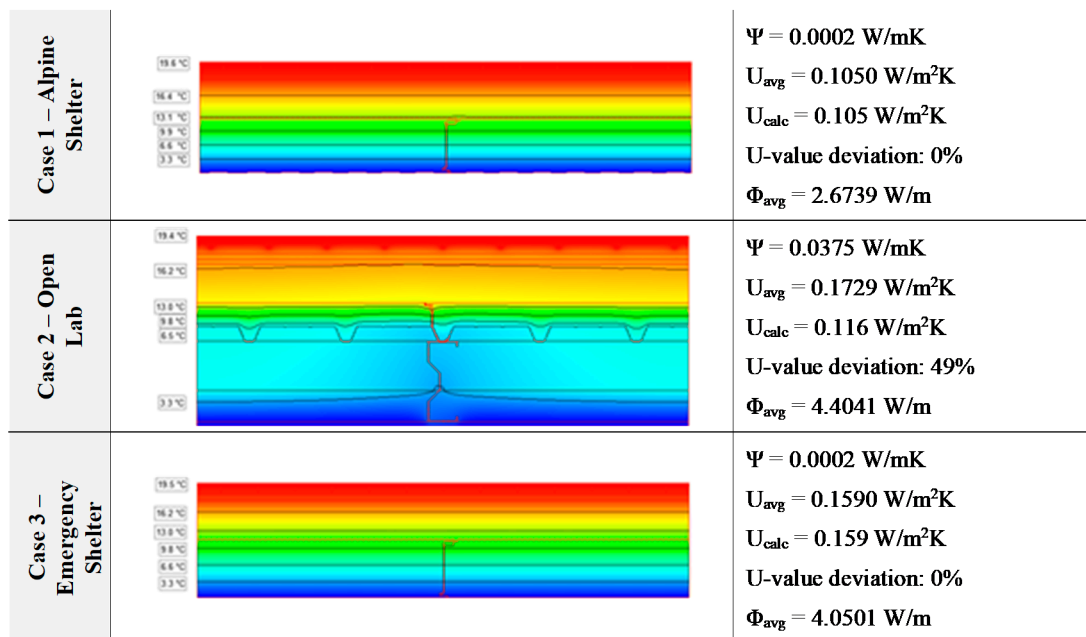 Case 1 – Alpine
Shelter
19.6 °C
16.4 °C
13.1 °C
9.9 °C
6.6 °C
3.3 °C
Ψ = 0.0002 W/mK
Uavg = 0.1050 W/m²K
Ucalc = 0.105 W/m²K
U-value deviation: 0%
Φavg = 2.6739 W/m
Case 2 – Open
Lab
19.4 °C
16.2 °C
13.0 °C
9.8 °C
6.5 °C
3.3 °C
Ψ = 0.0375 W/mK
Uavg = 0.1729 W/m²K
Ucalc = 0.116 W/m²K
U-value deviation: 49%
Φavg = 4.4041 W/m
Case 3 –
Emergency
Shelter
19.5 °C
16.2 °C
13.0 °C
9.8 °C
6.6 °C
3.3 °C
Ψ = 0.0002 W/mK
Uavg = 0.1590 W/m²K
Ucalc = 0.159 W/m²K
U-value deviation: 0%
Φavg = 4.0501 W/m